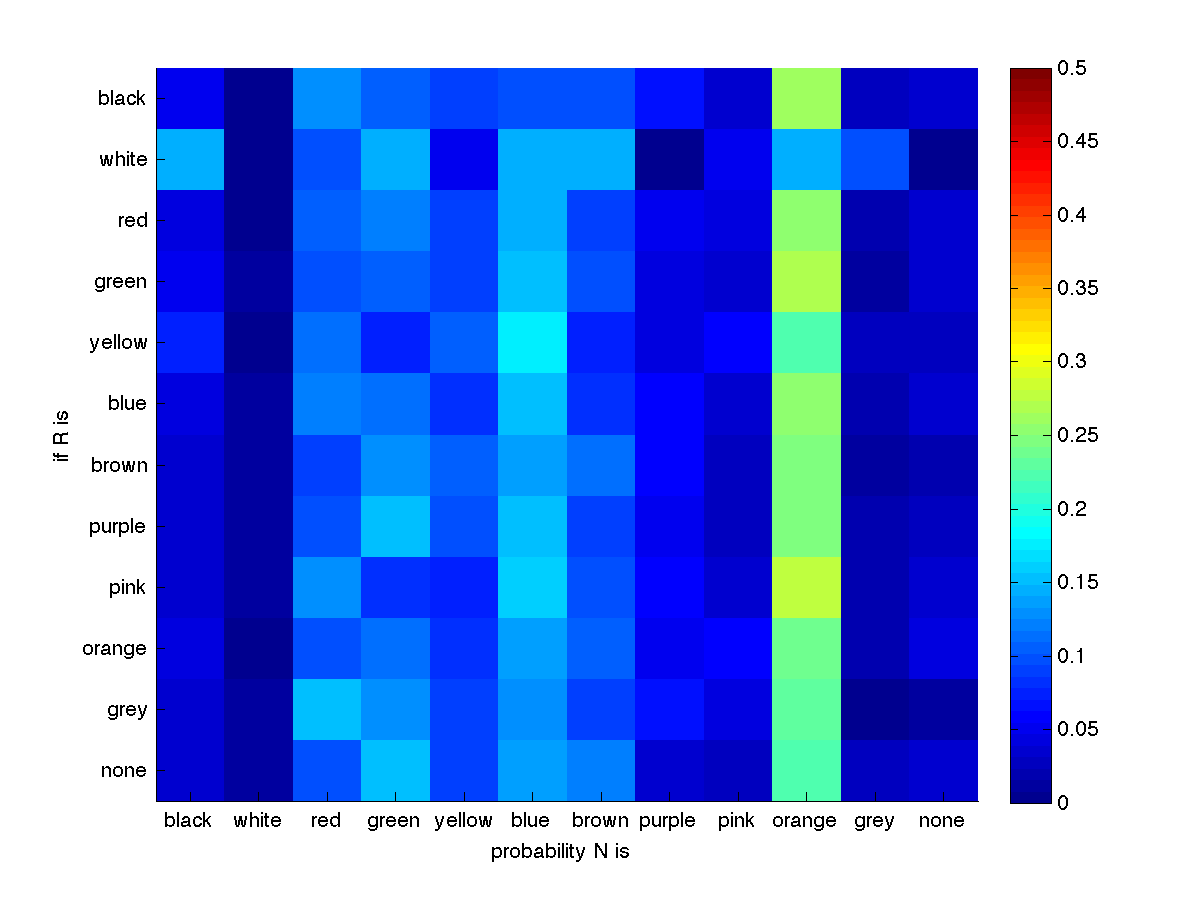 black
white
red
green
yellow
blue
brown
purple
pink
orange
grey
none
if R is
black white red green yellow blue brown purple pink orange grey none
probability N is
0.5
0.45
0.4
0.35
0.3
0.25
0.2
0.15
0.1
0.05
0